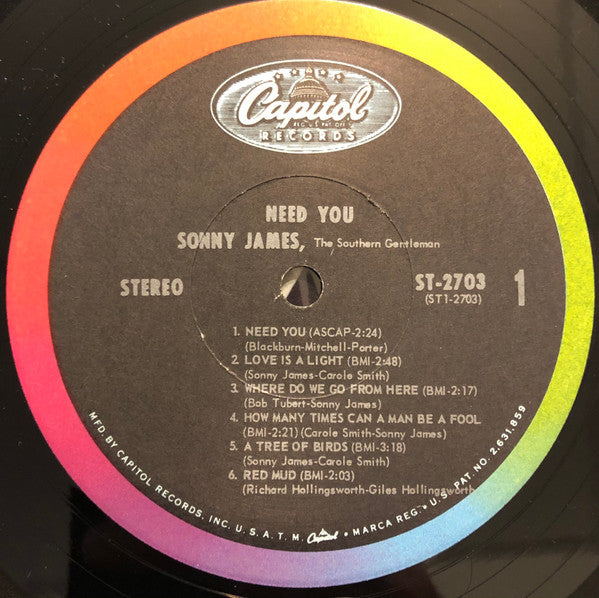 Capitol
REG. U.S. PAT. OFF.
RECORDS
NEED YOU
SONNY JAMES, The Southern Gentleman
STEREO
ST-2703
(ST1-2703)
1
1. NEED YOU (ASCAP-2:24)
(Blackburn-Mitchell-Porter)
2. LOVE IS A LIGHT (BMI-2:48)
(Sonny James-Carole Smith)
3. WHERE DO WE GO FROM HERE (BMI-2:17)
(Bob Tubert-Sonny James)
4. HOW MANY TIMES CAN A MAN BE A FOOL
(BMI-2:21) (Carole Smith-Sonny James)
5. A TREE OF BIRDS (BMI-3:18)
(Sonny James-Carole Smith)
6. RED MUD (BMI-2:03)
(Richard Hollingsworth-Giles Hollingsworth)
MFD. BY CAPITOL RECORDS, INC. U.S.A. T.M. Capitol • MARCA REG. • U.S. PAT. NO. 2,631,859